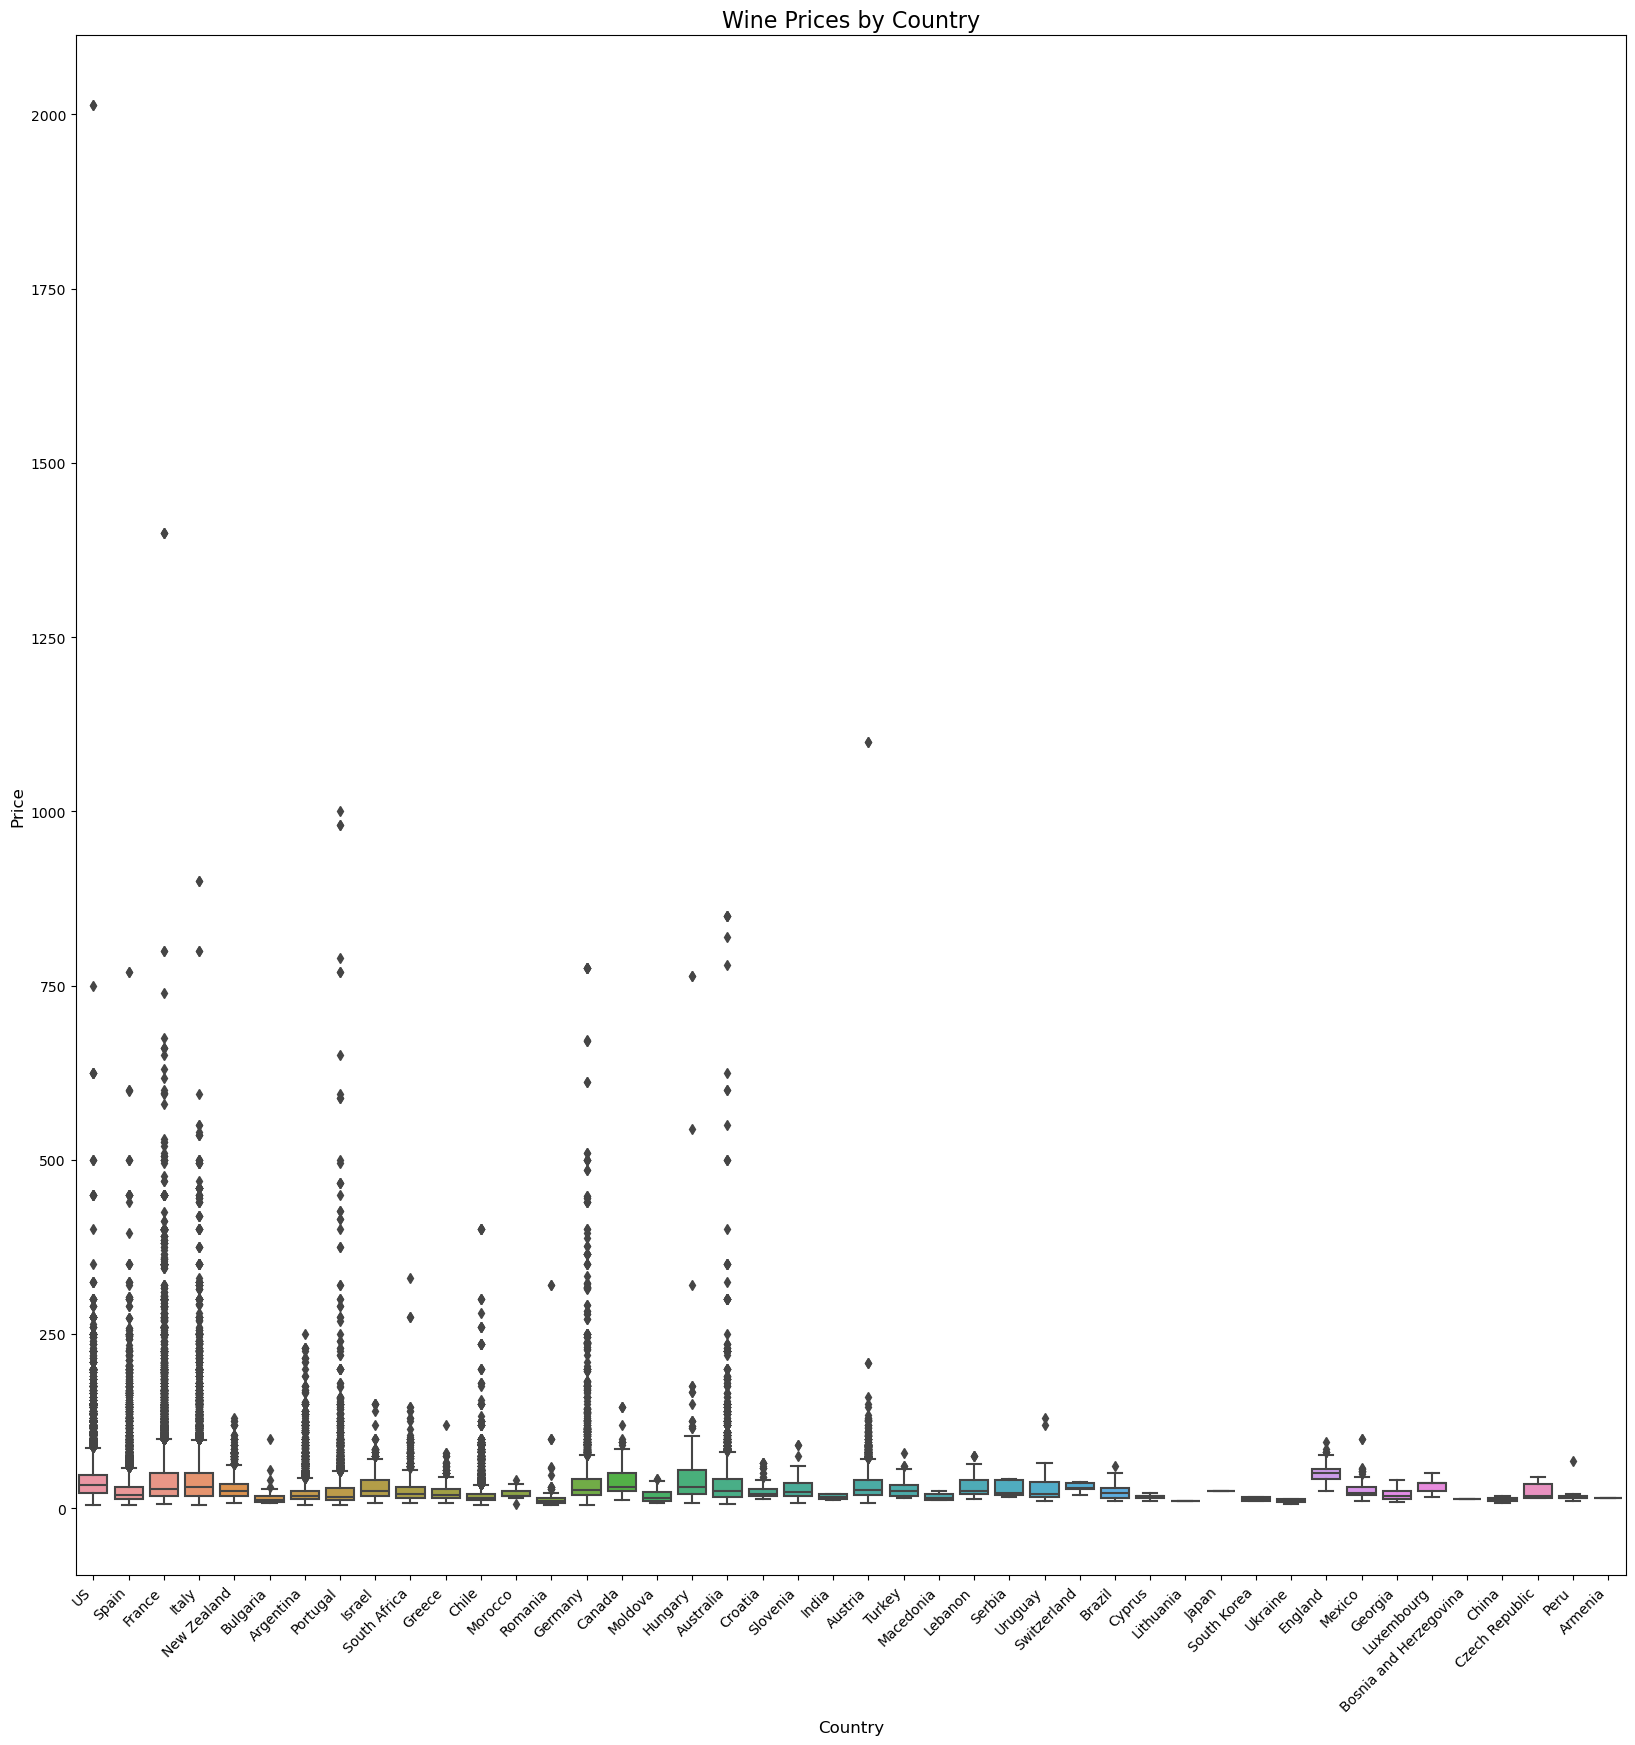 Wine Prices by Country
2000
1750
1500
1250
1000
750
500
250
0
Price
US
Spain
France
Italy
New Zealand
Bulgaria
Argentina
Portugal
Israel
South Africa
Greece
Chile
Morocco
Romania
Germany
Canada
Moldova
Hungary
Australia
Croatia
Slovenia
India
Austria
Turkey
Macedonia
Lebanon
Serbia
Uruguay
Switzerland
Brazil
Cyprus
Lithuania
Japan
South Korea
Ukraine
England
Mexico
Georgia
Luxembourg
Bosnia and Herzegovina
China
Czech Republic
Peru
Armenia
Country